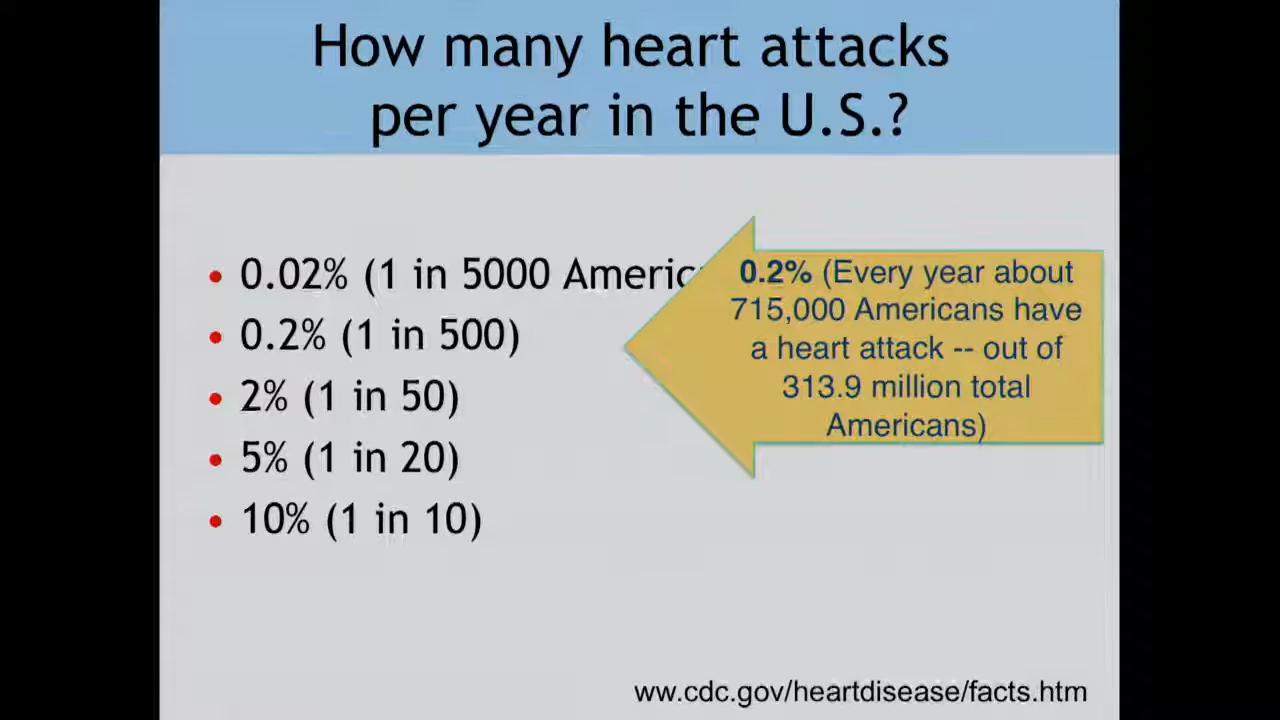 How many heart attacks
per year in the U.S.?
• 0.02% (1 in 5000
• 0.2% (1 in 500)
• 2% (1 in 50)
• 5% (1 in 20)
• 10% (1 in 10)
0.2% (Every year about
715,000 Americans have
a heart attack -- out of
313.9 million total
Americans)
ww.cdc.gov/heartdisease/facts.htm